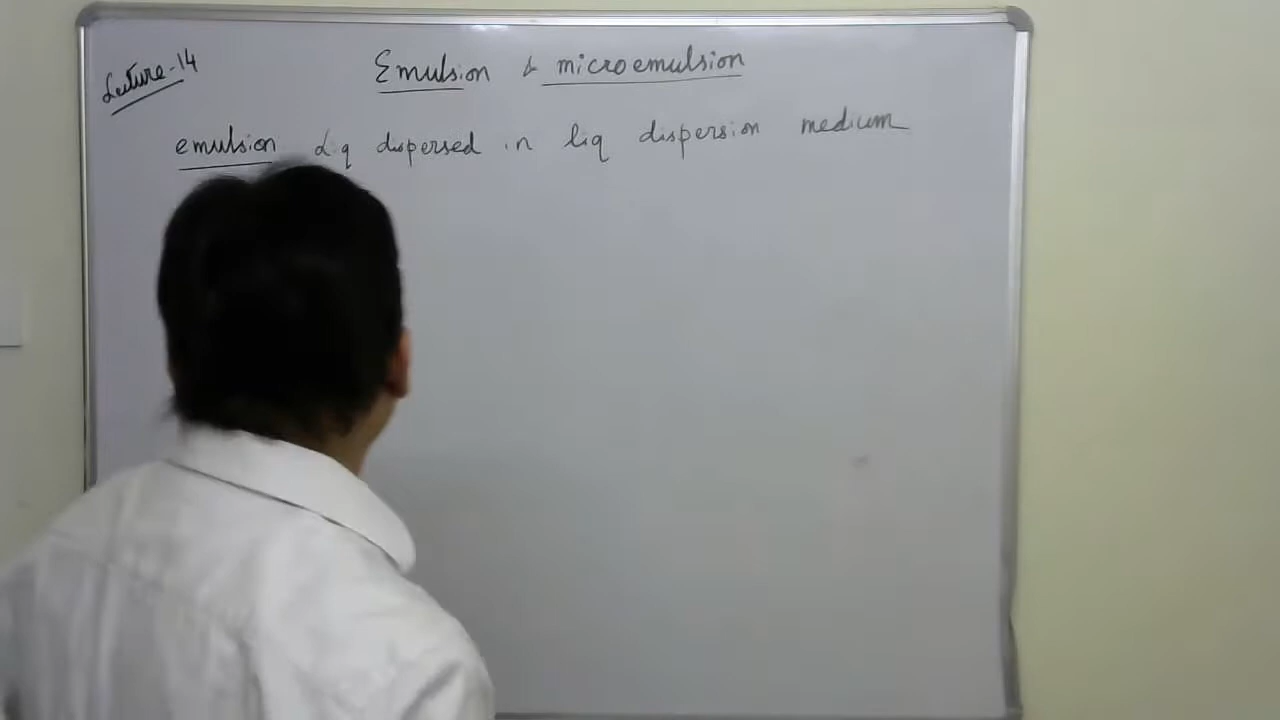 Lecture-14
Emulsion & microemulsion
emulsion Liq dispersed in liq dispersion medium